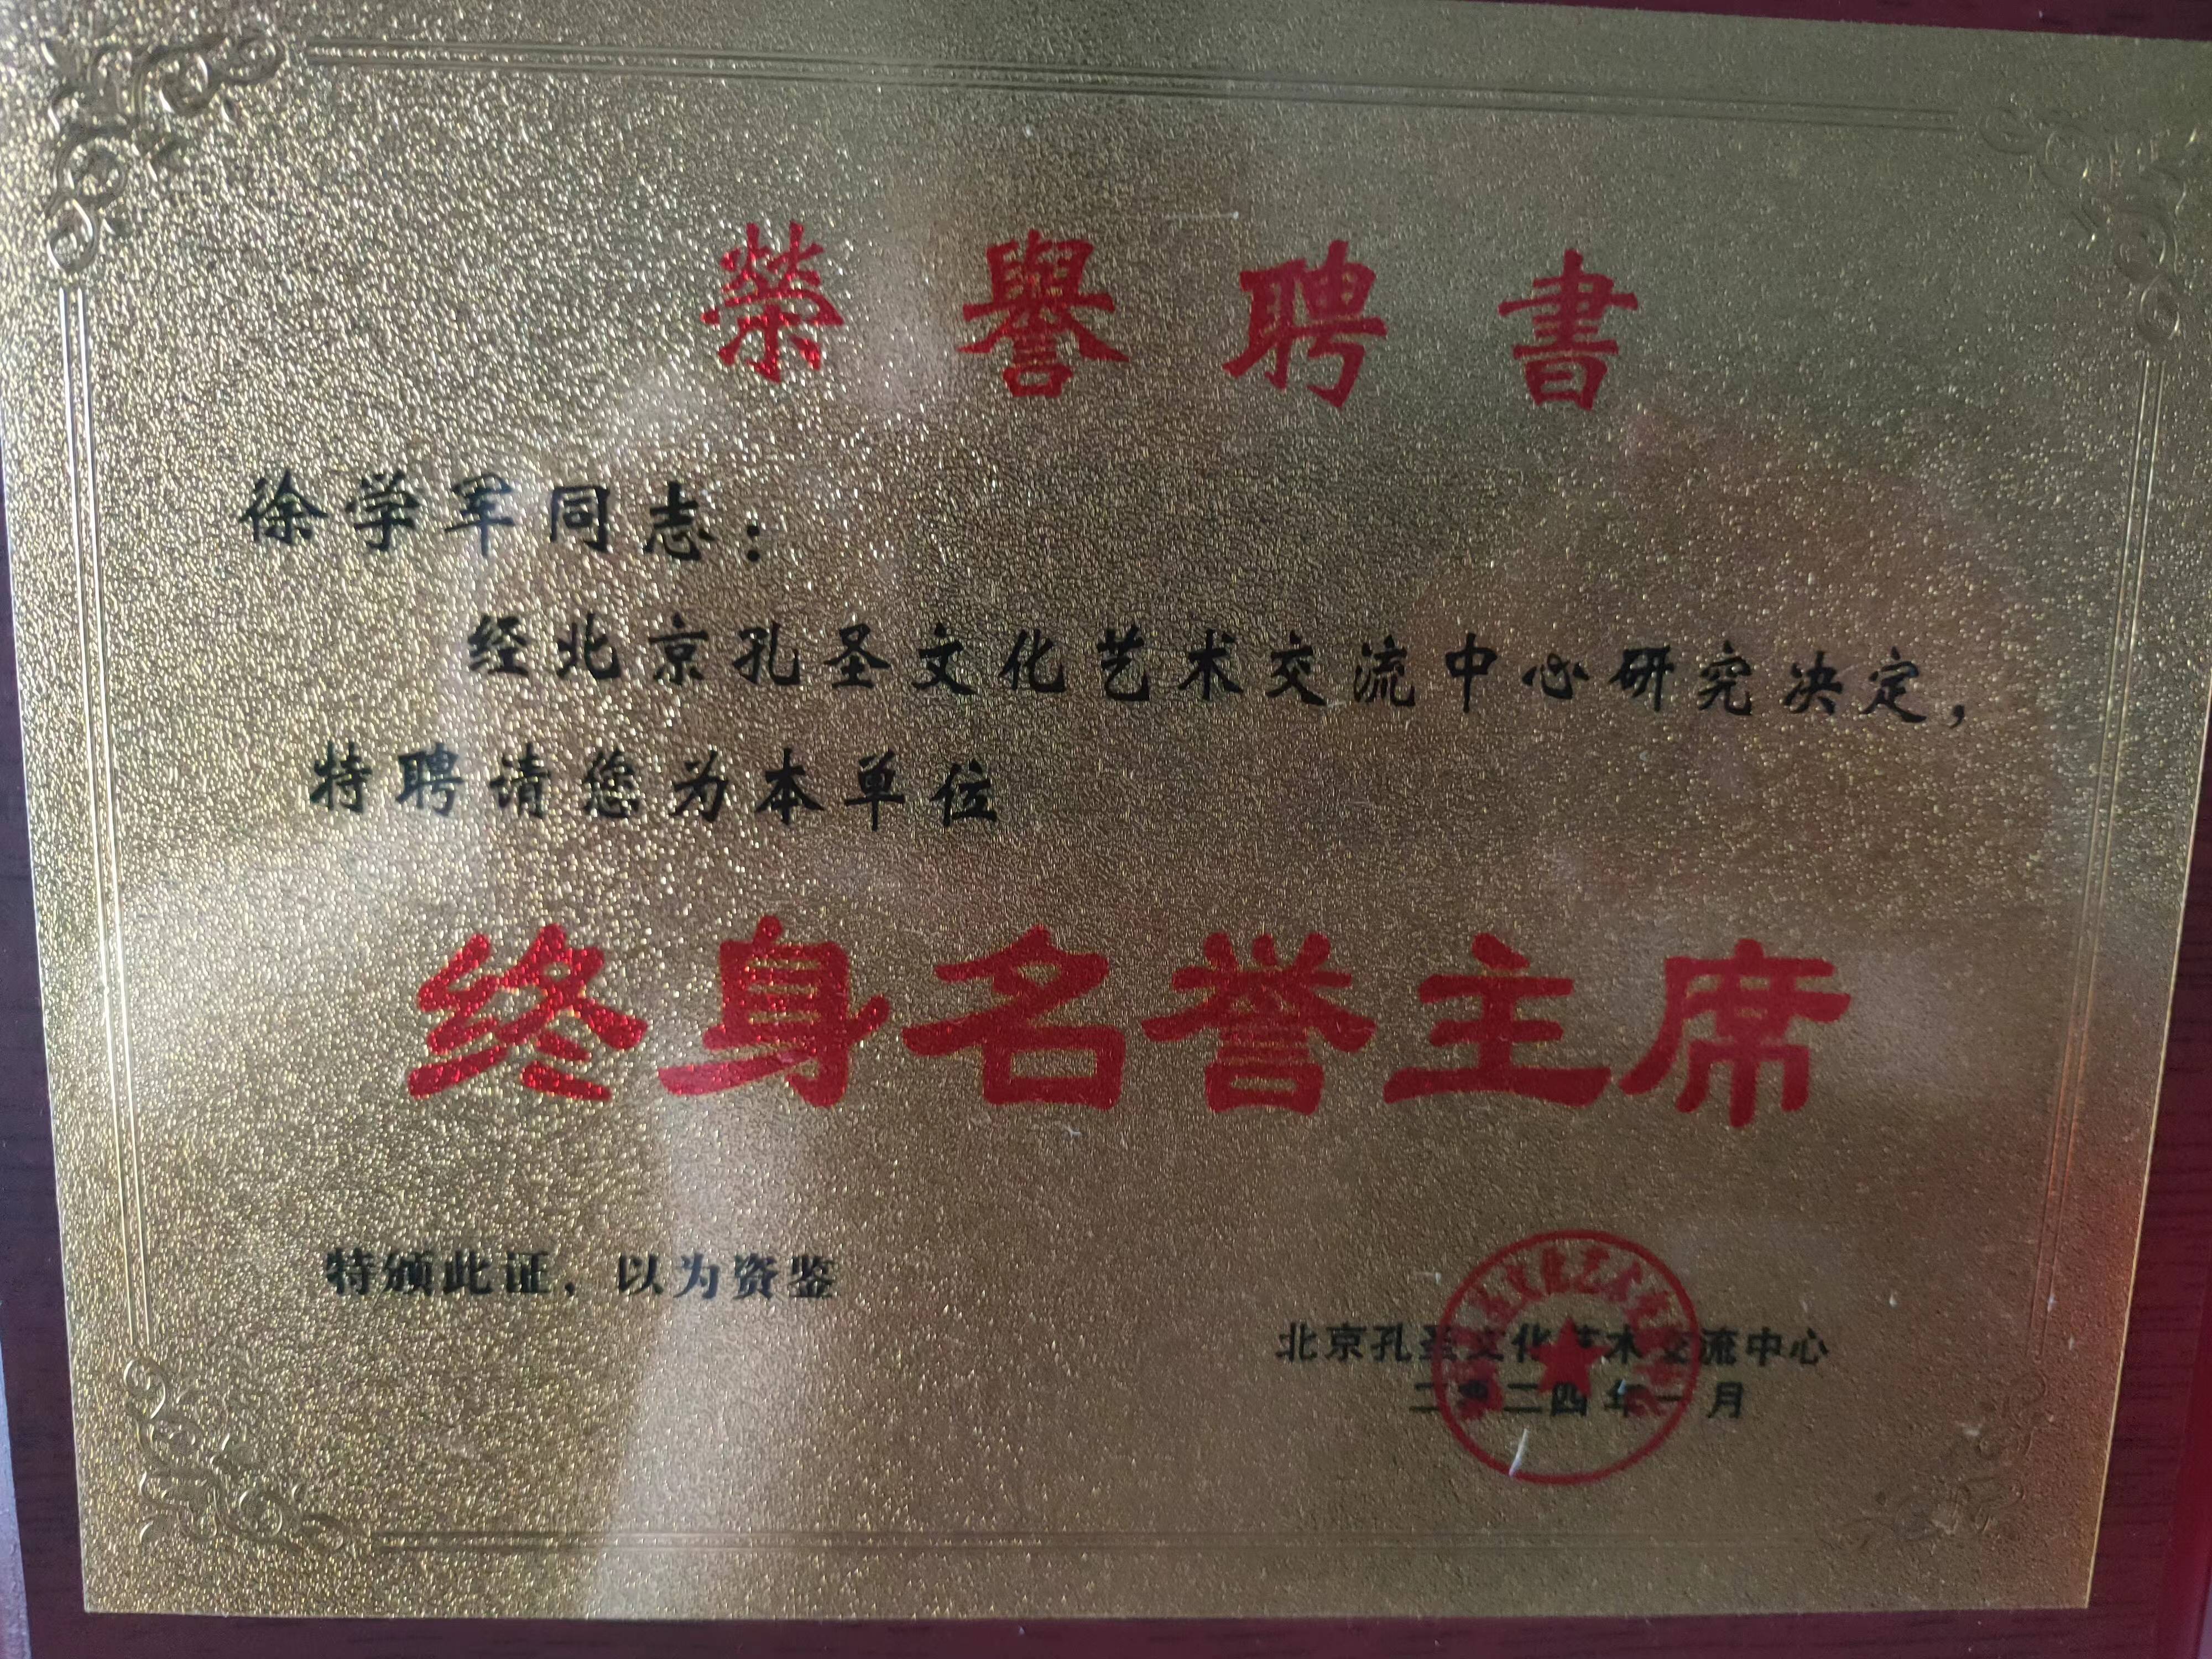 榮譽聘書
徐学军同志：
经北京孔圣文化艺术交流中心研究决定，
特聘请您为本单位
终身名誉主席
特颁此证，以为资鉴
北京孔圣文化艺术交流中心
二零二四年一月